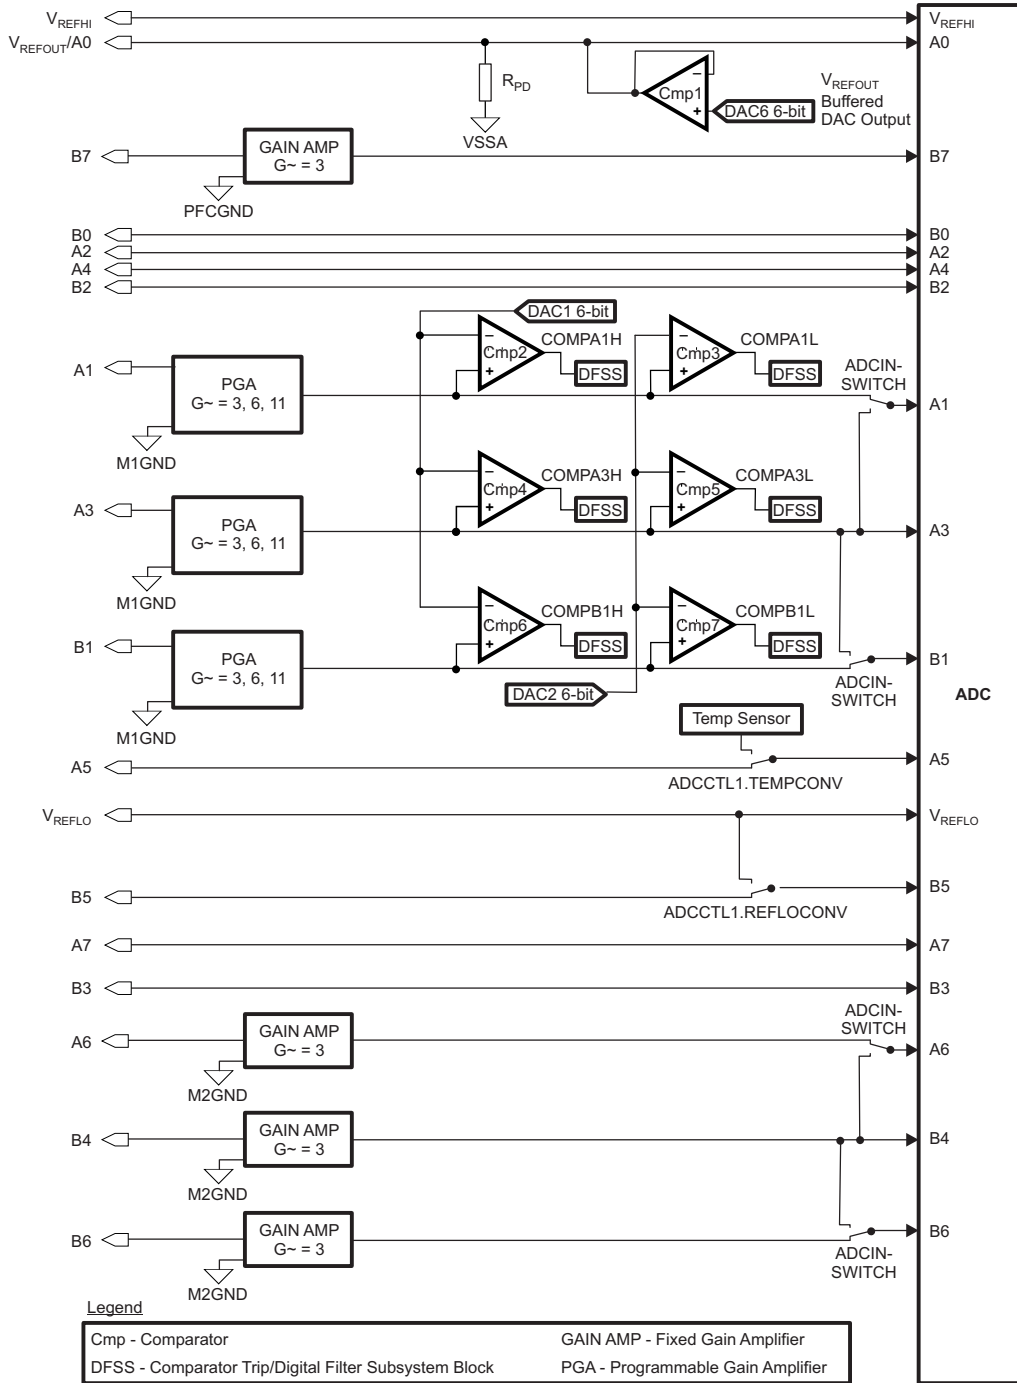 VREFHI VREFHI
VREFOUT/A0 A0
RPD
Cmp1
−
+
DAC6 6-bit
VREFOUT
Buffered
DAC Output
VSSA
B7 GAIN AMP B7
G~ = 3
PFCGND
B0 B0
A2 A2
A4 A4
B2 B2
DAC1 6-bit
− COMPA1H − COMPA1L
Cmp2 Cmp3
+ DFSS + DFSS
ADCIN-
SWITCH
A1 PGA A1
G~ = 3, 6, 11
M1GND
− COMPA3H − COMPA3L
Cmp4 Cmp5
+ DFSS + DFSS
A3 PGA A3
G~ = 3, 6, 11
M1GND
− COMPB1H − COMPB1L
Cmp6 Cmp7
+ DFSS + DFSS
B1 PGA B1
G~ = 3, 6, 11
ADCIN-
SWITCH
DAC2 6-bit
ADC
M1GND
Temp Sensor
A5 A5
ADCCTL1.TEMPCONV
VREFLO VREFLO
B5 B5
ADCCTL1.REFLOCONV
A7 A7
B3 B3
ADCIN-
SWITCH
A6 GAIN AMP A6
G~ = 3
M2GND
B4 GAIN AMP B4
G~ = 3
M2GND
B6 GAIN AMP B6
G~ = 3
ADCIN-
SWITCH
M2GND
Legend
Cmp - Comparator GAIN AMP - Fixed Gain Amplifier
DFSS - Comparator Trip/Digital Filter Subsystem Block PGA - Programmable Gain Amplifier